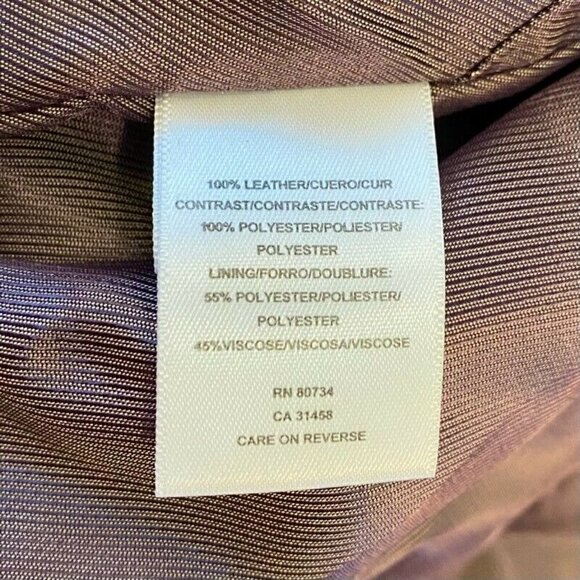 100% LEATHER/CUERO/CUIR
CONTRAST/CONTRASTE/CONTRASTE:
100% POLYESTER/POLIESTER/
POLYESTER
LINING/FORRO/DOUBLURE:
55% POLYESTER/POLIESTER/
POLYESTER
45%VISCOSE/VISCOSA/VISCOSE
RN 80734
CA 31458
CARE ON REVERSE